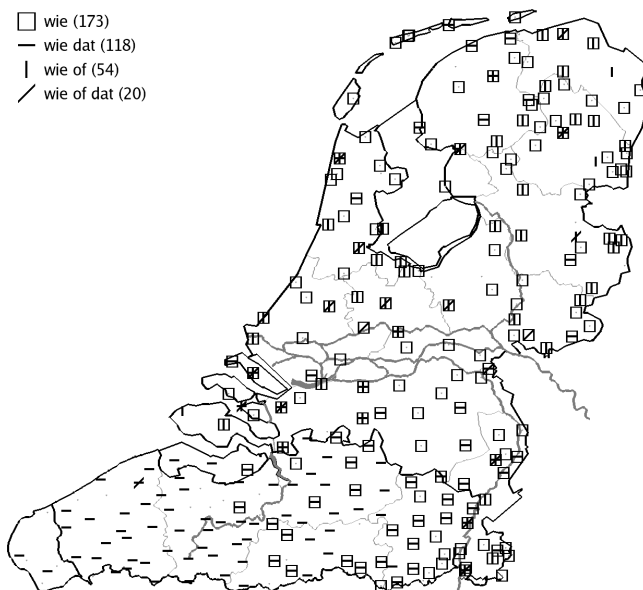 wie (173)
wie dat (118)
wie of (54)
wie of dat (20)